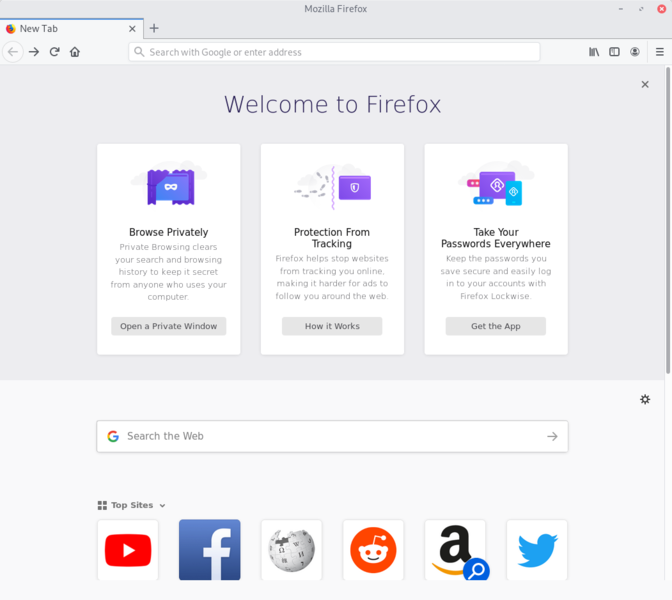 Mozilla Firefox
New Tab
Search with Google or enter address
Welcome to Firefox
Browse Privately
Private Browsing clears
your search and browsing
history to keep it secret
from anyone who uses your
computer.
Open a Private Window
Protection From
Tracking
Firefox helps stop websites
from tracking you online,
making it harder for ads to
follow you around the web.
How it Works
Take Your
Passwords Everywhere
Keep the passwords you
save secure and easily log
in to your accounts with
Firefox Lockwise.
Get the App
Search the Web
Top Sites